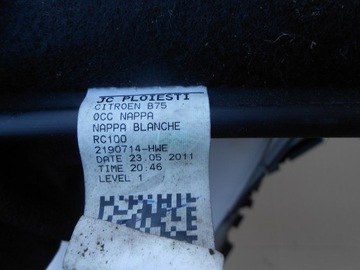 JC PLOIESTI
CITROEN B75
0CC NAPPA
NAPPA BLANCHE
RC100
2190714-HWE
DATE 23.05.2011
TIME 20:46
LEVEL 1